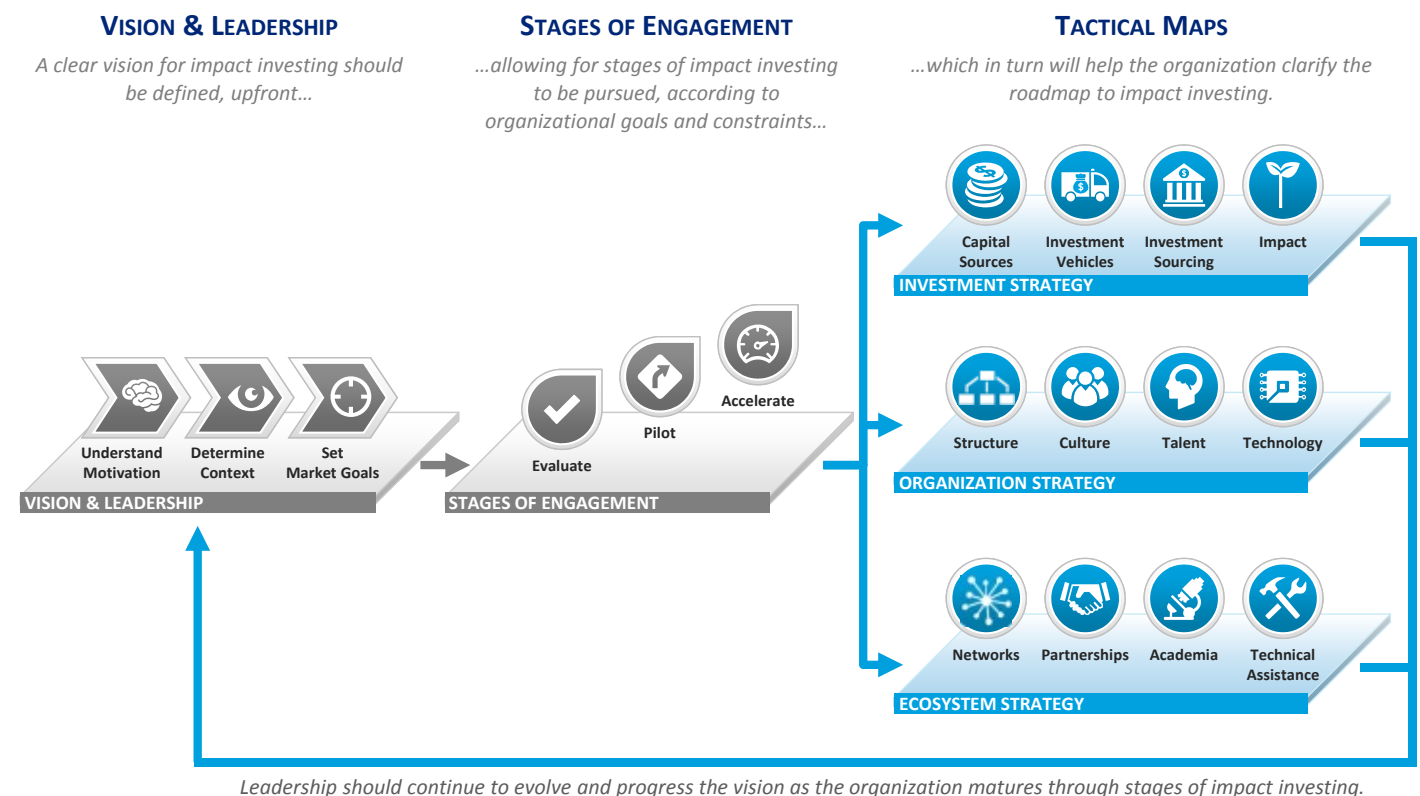 VISION & LEADERSHIP
A clear vision for impact investing should
be defined, upfront…
STAGES OF ENGAGEMENT
…allowing for stages of impact investing
to be pursued, according to
organizational goals and constraints…
TACTICAL MAPS
…which in turn will help the organization clarify the
roadmap to impact investing.
Understand
Motivation
Determine
Context
Set
Market Goals
VISION & LEADERSHIP
Evaluate
Pilot
Accelerate
STAGES OF ENGAGEMENT
Capital
Sources
Investment
Vehicles
Investment
Sourcing
Impact
INVESTMENT STRATEGY
Structure
Culture
Talent
Technology
ORGANIZATION STRATEGY
Networks
Partnerships
Academia
Technical
Assistance
ECOSYSTEM STRATEGY
Leadership should continue to evolve and progress the vision as the organization matures through stages of impact investing.